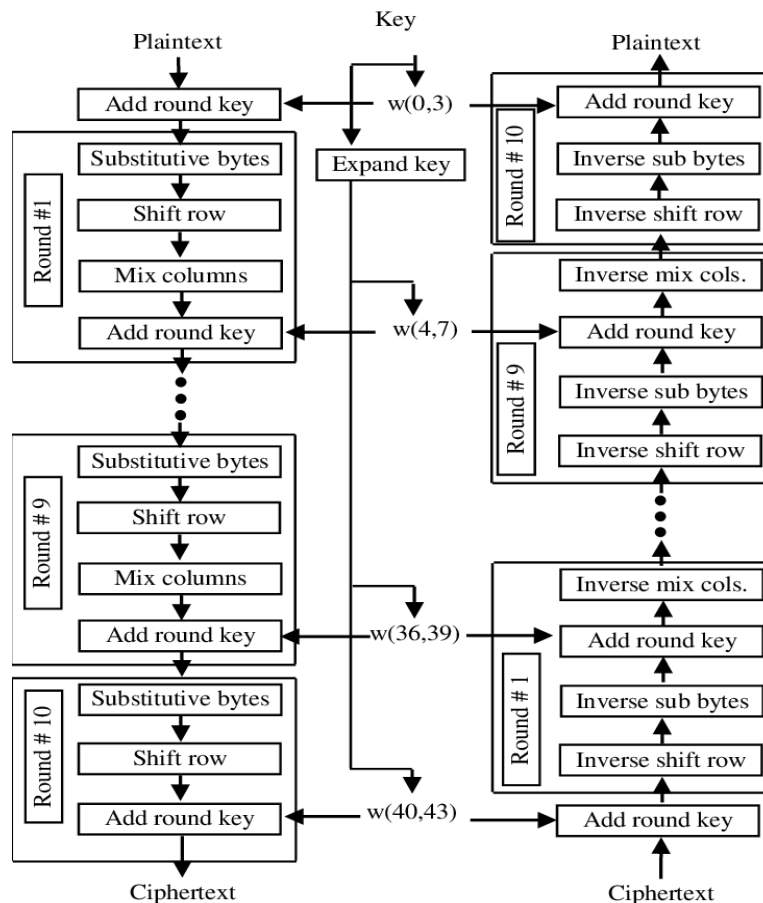 Key
Plaintext
Add round key
Round #1
Substitutive bytes
Shift row
Mix columns
Add round key
Round # 9
Substitutive bytes
Shift row
Mix columns
Add round key
Round # 10
Substitutive bytes
Shift row
Add round key
Ciphertext
w(0,3)
Expand key
w(4,7)
w(36,39)
w(40,43)
Plaintext
Round # 10
Add round key
Inverse sub bytes
Inverse shift row
Round # 9
Inverse mix cols.
Add round key
Inverse sub bytes
Inverse shift row
Round # 1
Inverse mix cols.
Add round key
Inverse sub bytes
Inverse shift row
Add round key
Ciphertext